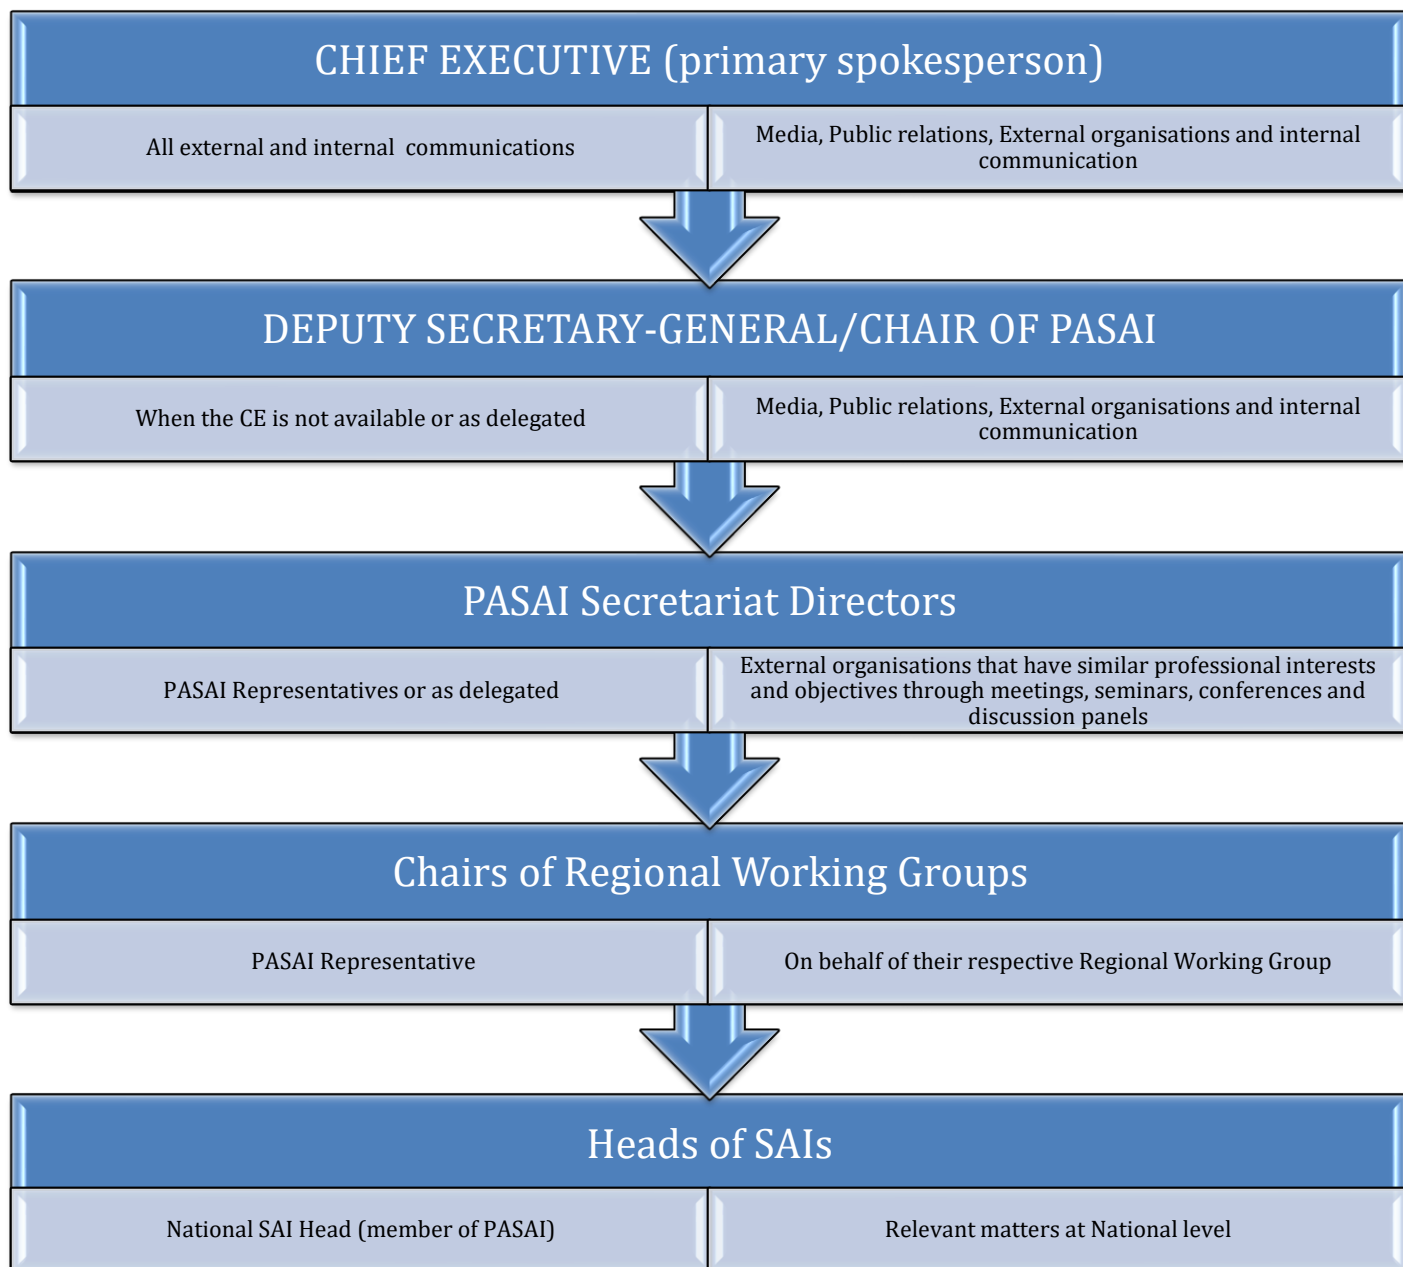 CHIEF EXECUTIVE (primary spokesperson)
All external and internal communications
Media, Public relations, External organisations and internal
communication
DEPUTY SECRETARY-GENERAL/CHAIR OF PASAI
When the CE is not available or as delegated
Media, Public relations, External organisations and internal
communication
PASAI Secretariat Directors
PASAI Representatives or as delegated
External organisations that have similar professional interests
and objectives through meetings, seminars, conferences and
discussion panels
Chairs of Regional Working Groups
PASAI Representative
On behalf of their respective Regional Working Group
Heads of SAIs
National SAI Head (member of PASAI)
Relevant matters at National level